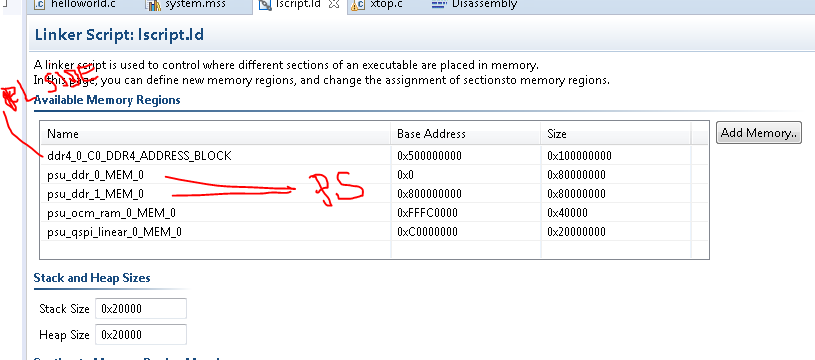 helloworld.c system.mss lscript.ld xtop.c Disassembly
Linker Script: lscript.ld
A linker script is used to control where different sections of an executable are placed in memory.
In this page, you can define new memory regions, and change the assignment of sectionsto memory regions.
PL SIDE
Available Memory Regions
Name Base Address Size
ddr4_0_C0_DDR4_ADDRESS_BLOCK 0x500000000 0x100000000
psu_ddr_0_MEM_0 0x0 0x80000000
psu_ddr_1_MEM_0 0x800000000 0x80000000
psu_ocm_ram_0_MEM_0 0xFFFC0000 0x40000
psu_qspi_linear_0_MEM_0 0xC0000000 0x20000000
PS
Add Memory..
Stack and Heap Sizes
Stack Size 0x20000
Heap Size 0x20000